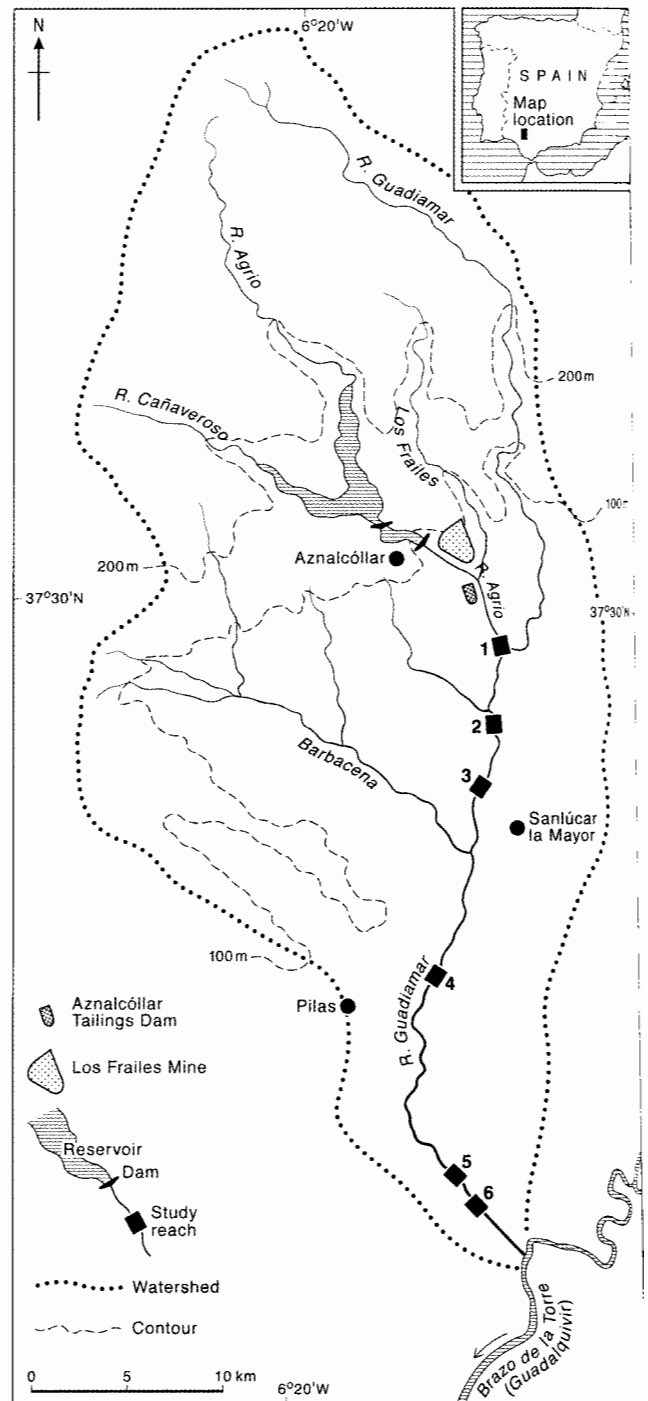 N
6°20'W
SPAIN
Map
location
R. Guadiamar
R. Agrio
200m
R. Cañaveroso
Los Frailes
100m
Aznalcóllar
200m
R. Agrio
37°30'N
37°30'N
1
2
Barbacena
3
Sanlúcar
la Mayor
100m
4
Pilas
R. Guadiamar
Aznalcóllar
Tailings Dam
Los Frailes Mine
Reservoir
Dam
5
6
Study
reach
Watershed
Contour
Brazo de la Torre
(Guadalquivir)
0 5 10 km
6°20'W